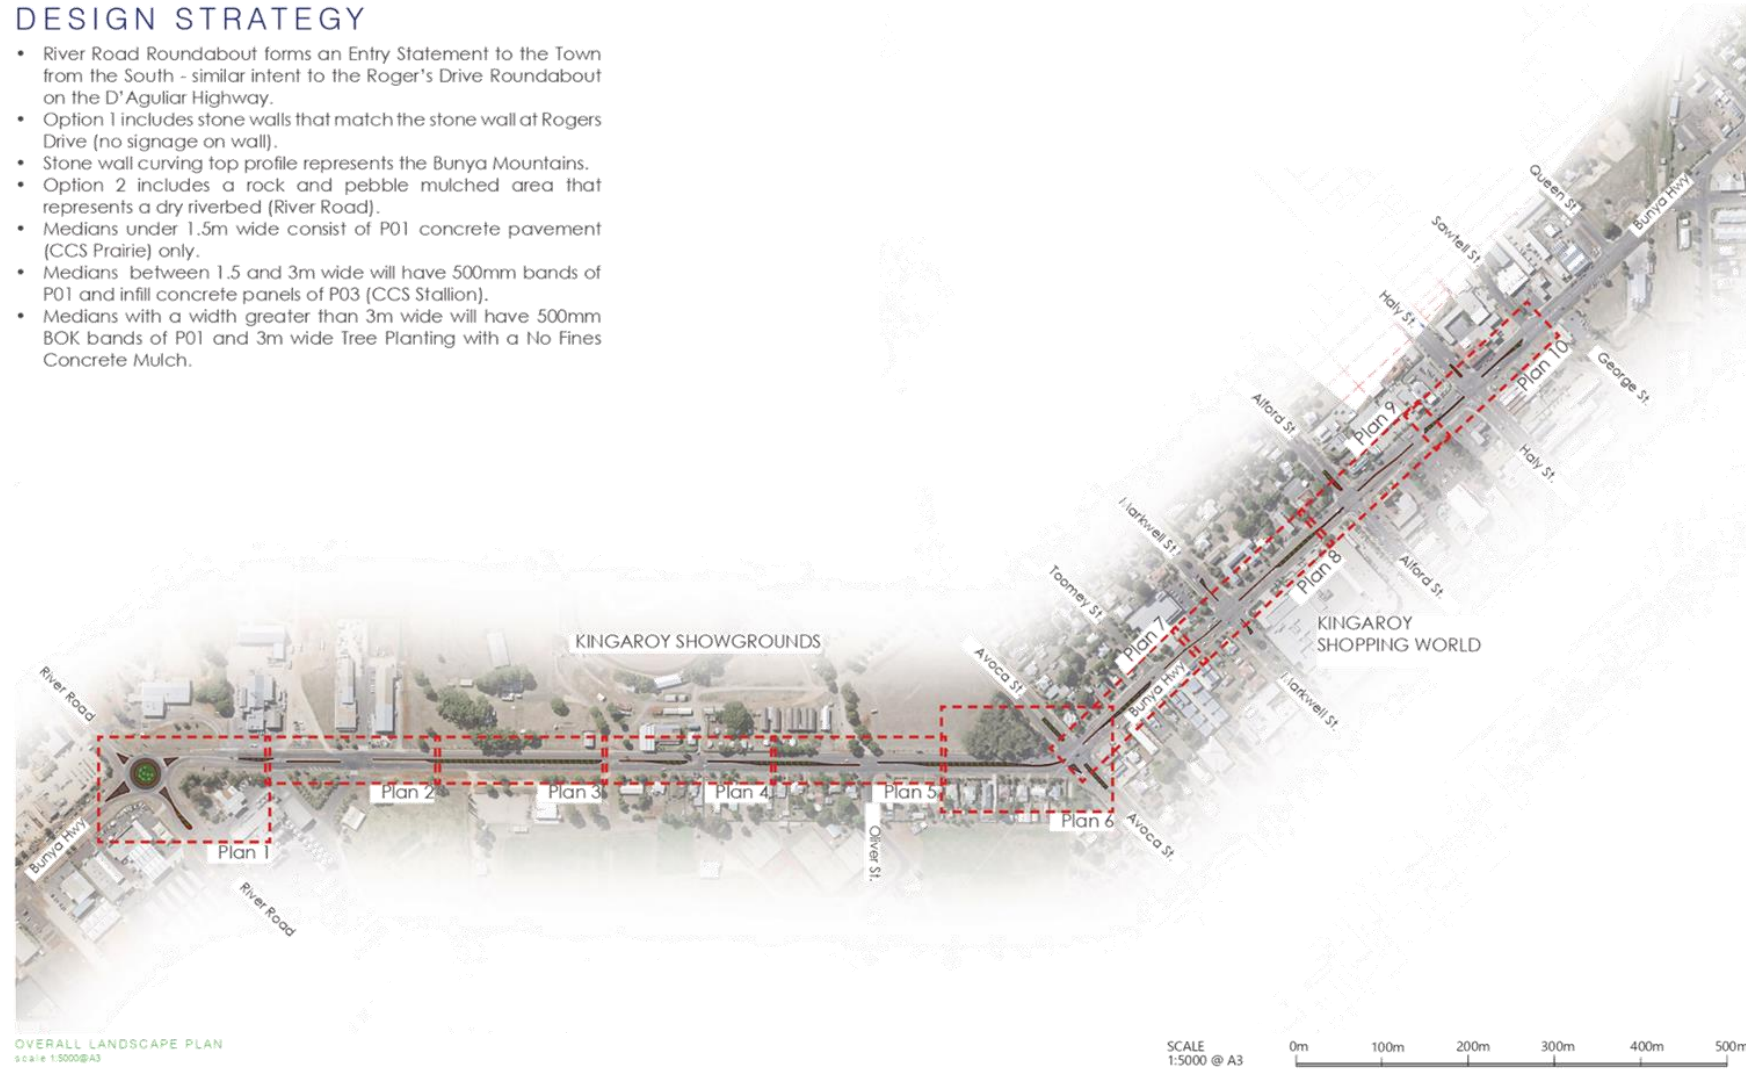 DESIGN STRATEGY
• River Road Roundabout forms an Entry Statement to the Town
from the South - similar intent to the Roger's Drive Roundabout
on the D'Aguliar Highway.
• Option 1 includes stone walls that match the stone wall at Rogers
Drive (no signage on wall).
• Stone wall curving top profile represents the Bunya Mountains.
• Option 2 includes a rock and pebble mulched area that
represents a dry riverbed (River Road).
• Medians under 1.5m wide consist of P01 concrete pavement
(CCS Prairie) only.
• Medians between 1.5 and 3m wide will have 500mm bands of
P01 and infill concrete panels of P03 (CCS Stallion).
• Medians with a width greater than 3m wide will have 500mm
BOK bands of P01 and 3m wide Tree Planting with a No Fines
Concrete Mulch.
Queen St.
Bunya Hwy
Sawtell St.
Haly St.
Plan 10
George St.
Alford St.
Plan 9
Haly St.
Markwell St.
Plan 8
Alford St.
Toomey St.
KINGAROY
SHOPPING WORLD
Plan 7
KINGAROY SHOWGROUNDS
Avoca St
Bunya Hwy
Markwell St.
River Road
Plan 2
Plan 3
Plan 4
Plan 5
Plan 6
Avoca St.
Oliver St.
Bunya Hwy
Plan 1
River Road
OVERALL LANDSCAPE PLAN
scale 1:5000@A3
SCALE
1:5000 @ A3
0m 100m 200m 300m 400m 500m